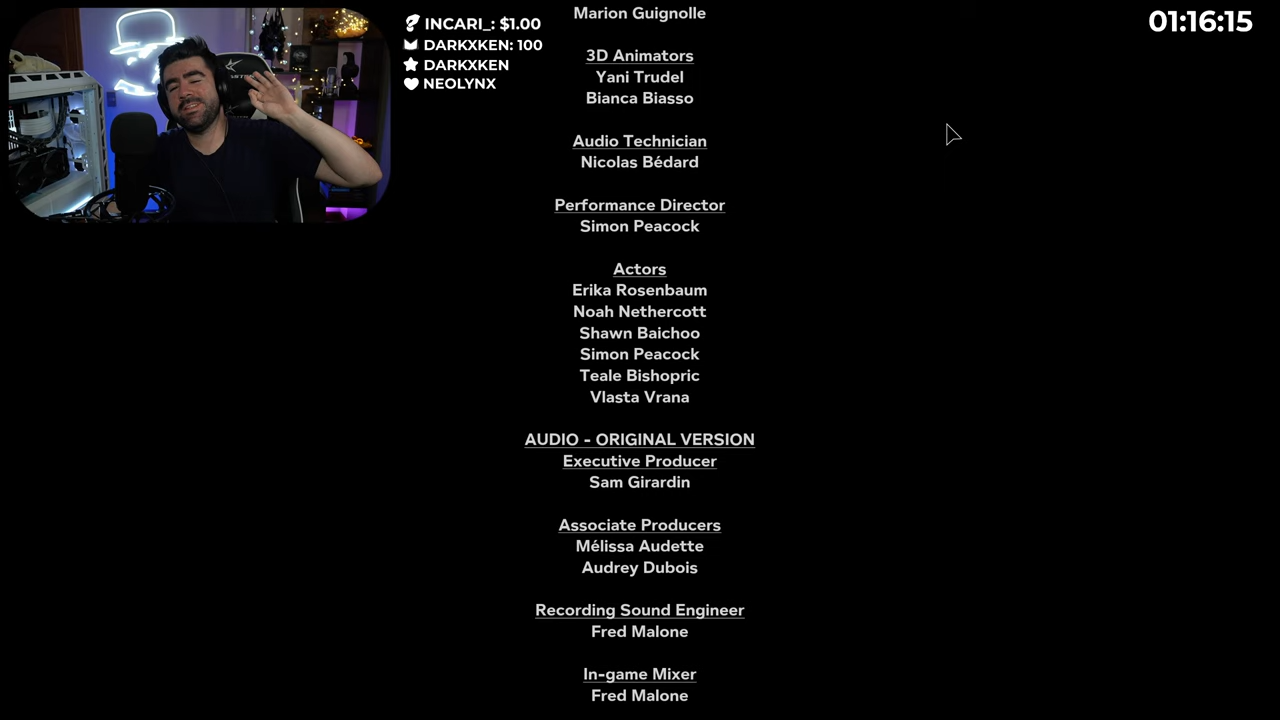 INCARI_: $1.00
DARKXKEN: 100
DARKXKEN
NEOLYNX
01:16:15
Marion Guignolle
3D Animators
Yani Trudel
Bianca Biasso
Audio Technician
Nicolas Bédard
Performance Director
Simon Peacock
Actors
Erika Rosenbaum
Noah Nethercott
Shawn Baichoo
Simon Peacock
Teale Bishopric
Vlasta Vrana
AUDIO - ORIGINAL VERSION
Executive Producer
Sam Girardin
Associate Producers
Mélissa Audette
Audrey Dubois
Recording Sound Engineer
Fred Malone
In-game Mixer
Fred Malone